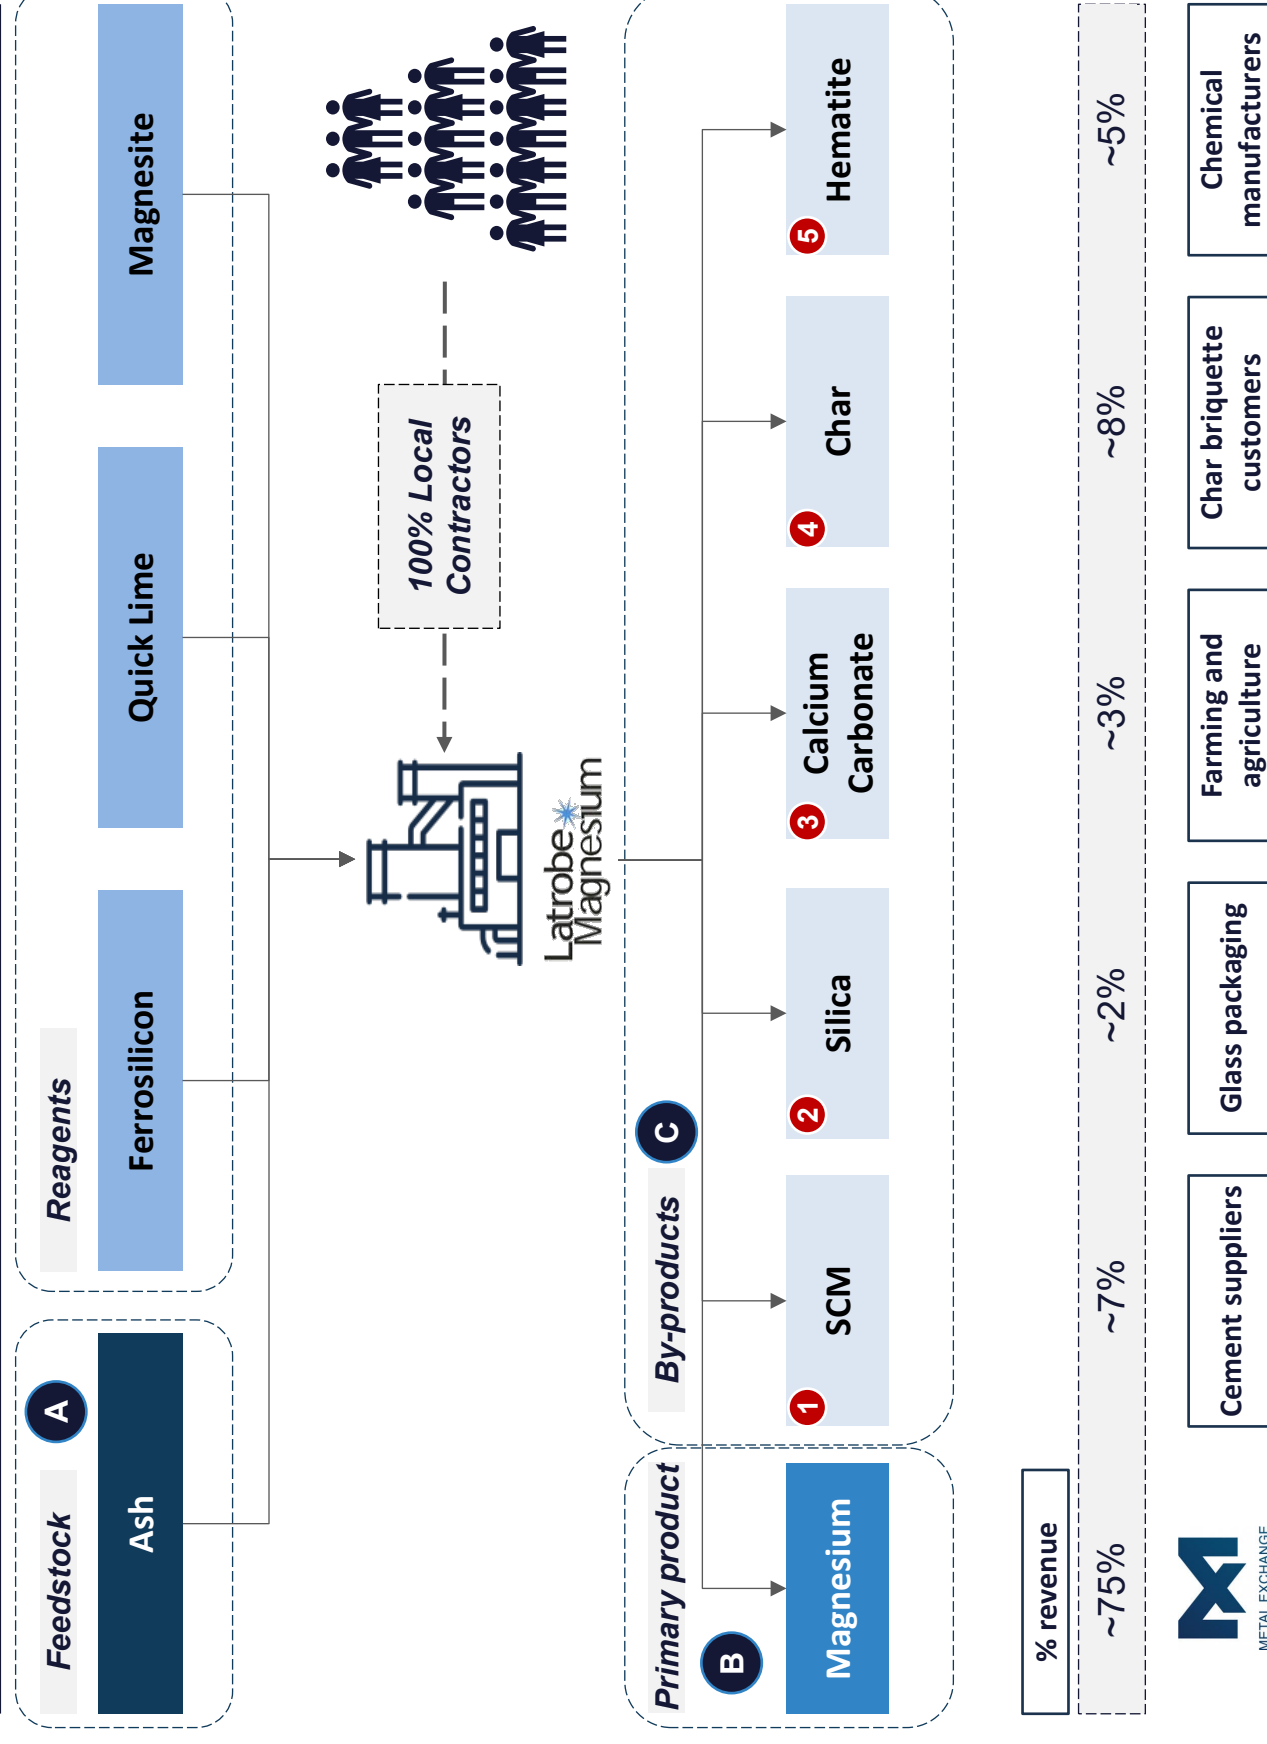 Feedstock
A
Reagents
Ash
Ferrosilicon
Quick Lime
Magnesite
100% Local
Contractors
Latrobe
Magnesium
Primary product
B
By-products
C
Magnesium
1
SCM
2
Silica
3
Calcium
Carbonate
4
Char
5
Hematite
% revenue
~75%
~7%
~2%
~3%
~8%
~5%
METAL EXCHANGE
Cement suppliers
Glass packaging
Farming and
agriculture
Char briquette
customers
Chemical
manufacturers